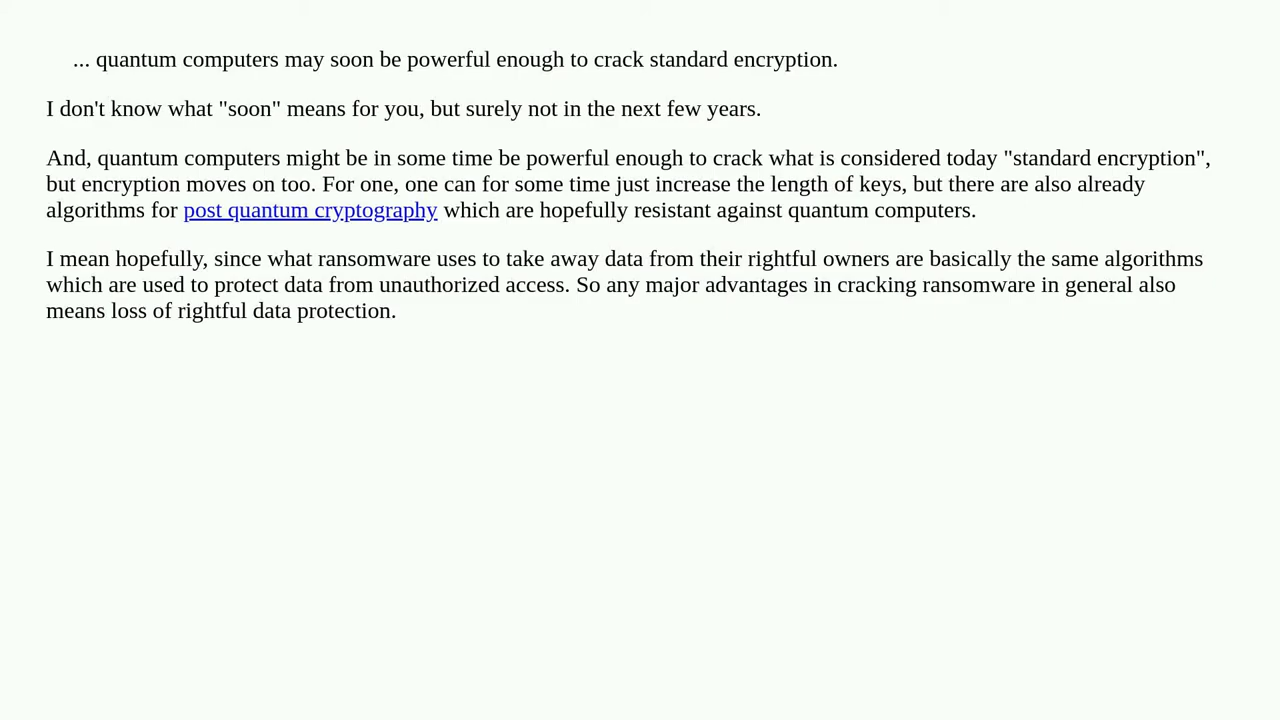 ... quantum computers may soon be powerful enough to crack standard encryption.
I don't know what "soon" means for you, but surely not in the next few years.
And, quantum computers might be in some time be powerful enough to crack what is considered today "standard encryption",
but encryption moves on too. For one, one can for some time just increase the length of keys, but there are also already
algorithms for post quantum cryptography which are hopefully resistant against quantum computers.
I mean hopefully, since what ransomware uses to take away data from their rightful owners are basically the same algorithms
which are used to protect data from unauthorized access. So any major advantages in cracking ransomware in general also
means loss of rightful data protection.